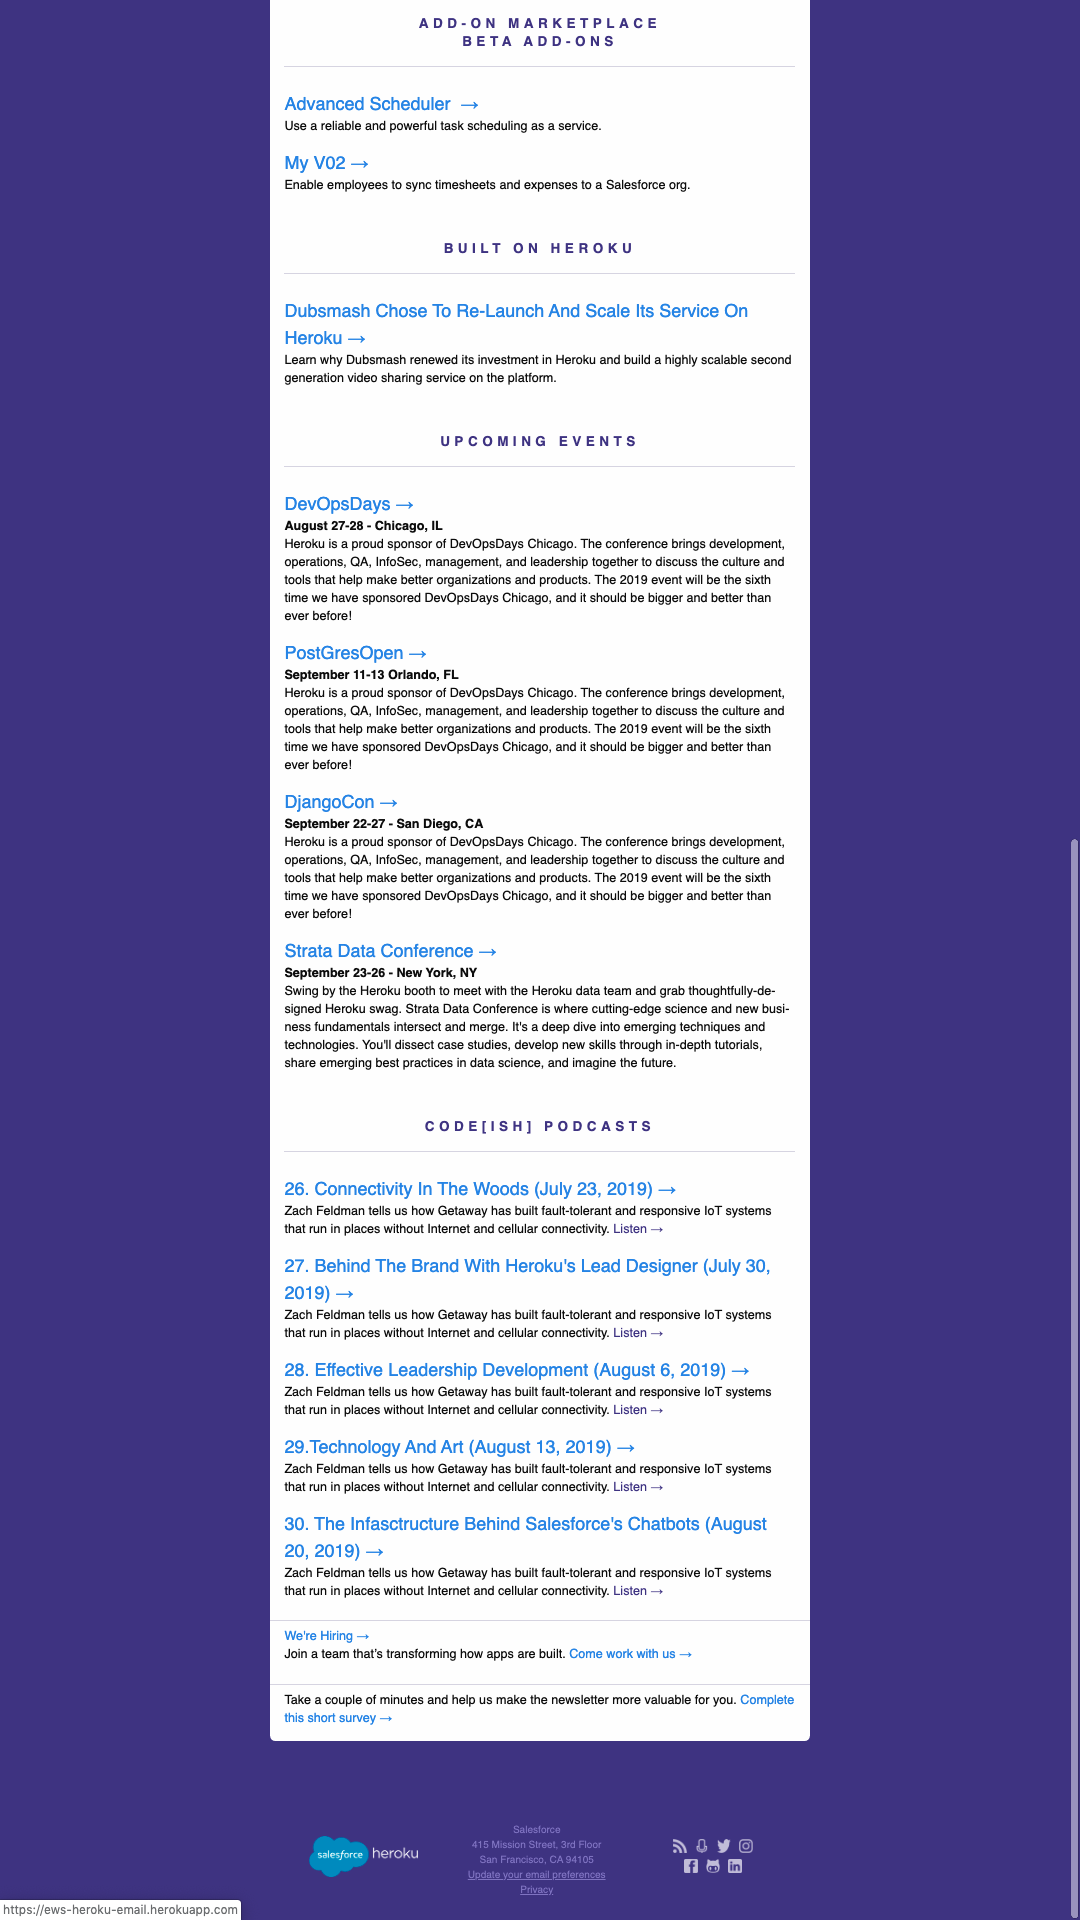 ADD-ON MARKETPLACE
BETA ADD-ONS
Advanced Scheduler →
Use a reliable and powerful task scheduling as a service.
My V02 →
Enable employees to sync timesheets and expenses to a Salesforce org.
BUILT ON HEROKU
Dubsmash Chose To Re-Launch And Scale Its Service On
Heroku →
Learn why Dubsmash renewed its investment in Heroku and build a highly scalable second
generation video sharing service on the platform.
UPCOMING EVENTS
DevOpsDays →
August 27-28 - Chicago, IL
Heroku is a proud sponsor of DevOpsDays Chicago. The conference brings development,
operations, QA, InfoSec, management, and leadership together to discuss the culture and
tools that help make better organizations and products. The 2019 event will be the sixth
time we have sponsored DevOpsDays Chicago, and it should be bigger and better than
ever before!
PostGresOpen →
September 11-13 Orlando, FL
Heroku is a proud sponsor of DevOpsDays Chicago. The conference brings development,
operations, QA, InfoSec, management, and leadership together to discuss the culture and
tools that help make better organizations and products. The 2019 event will be the sixth
time we have sponsored DevOpsDays Chicago, and it should be bigger and better than
ever before!
DjangoCon →
September 22-27 - San Diego, CA
Heroku is a proud sponsor of DevOpsDays Chicago. The conference brings development,
operations, QA, InfoSec, management, and leadership together to discuss the culture and
tools that help make better organizations and products. The 2019 event will be the sixth
time we have sponsored DevOpsDays Chicago, and it should be bigger and better than
ever before!
Strata Data Conference →
September 23-26 - New York, NY
Swing by the Heroku booth to meet with the Heroku data team and grab thoughtfully-de-
signed Heroku swag. Strata Data Conference is where cutting-edge science and new busi-
ness fundamentals intersect and merge. It's a deep dive into emerging techniques and
technologies. You'll dissect case studies, develop new skills through in-depth tutorials,
share emerging best practices in data science, and imagine the future.
CODE[ISH] PODCASTS
26. Connectivity In The Woods (July 23, 2019) →
Zach Feldman tells us how Getaway has built fault-tolerant and responsive IoT systems
that run in places without Internet and cellular connectivity. Listen →
27. Behind The Brand With Heroku's Lead Designer (July 30,
2019) →
Zach Feldman tells us how Getaway has built fault-tolerant and responsive IoT systems
that run in places without Internet and cellular connectivity. Listen →
28. Effective Leadership Development (August 6, 2019) →
Zach Feldman tells us how Getaway has built fault-tolerant and responsive IoT systems
that run in places without Internet and cellular connectivity. Listen →
29.Technology And Art (August 13, 2019) →
Zach Feldman tells us how Getaway has built fault-tolerant and responsive IoT systems
that run in places without Internet and cellular connectivity. Listen →
30. The Infasctructure Behind Salesforce's Chatbots (August
20, 2019) →
Zach Feldman tells us how Getaway has built fault-tolerant and responsive IoT systems
that run in places without Internet and cellular connectivity. Listen →
We're Hiring →
Join a team that's transforming how apps are built. Come work with us →
Take a couple of minutes and help us make the newsletter more valuable for you. Complete
this short survey →
salesforce heroku
Salesforce
415 Mission Street, 3rd Floor
San Francisco, CA 94105
Update your email preferences
Privacy
https://ews-heroku-email.herokuapp.com